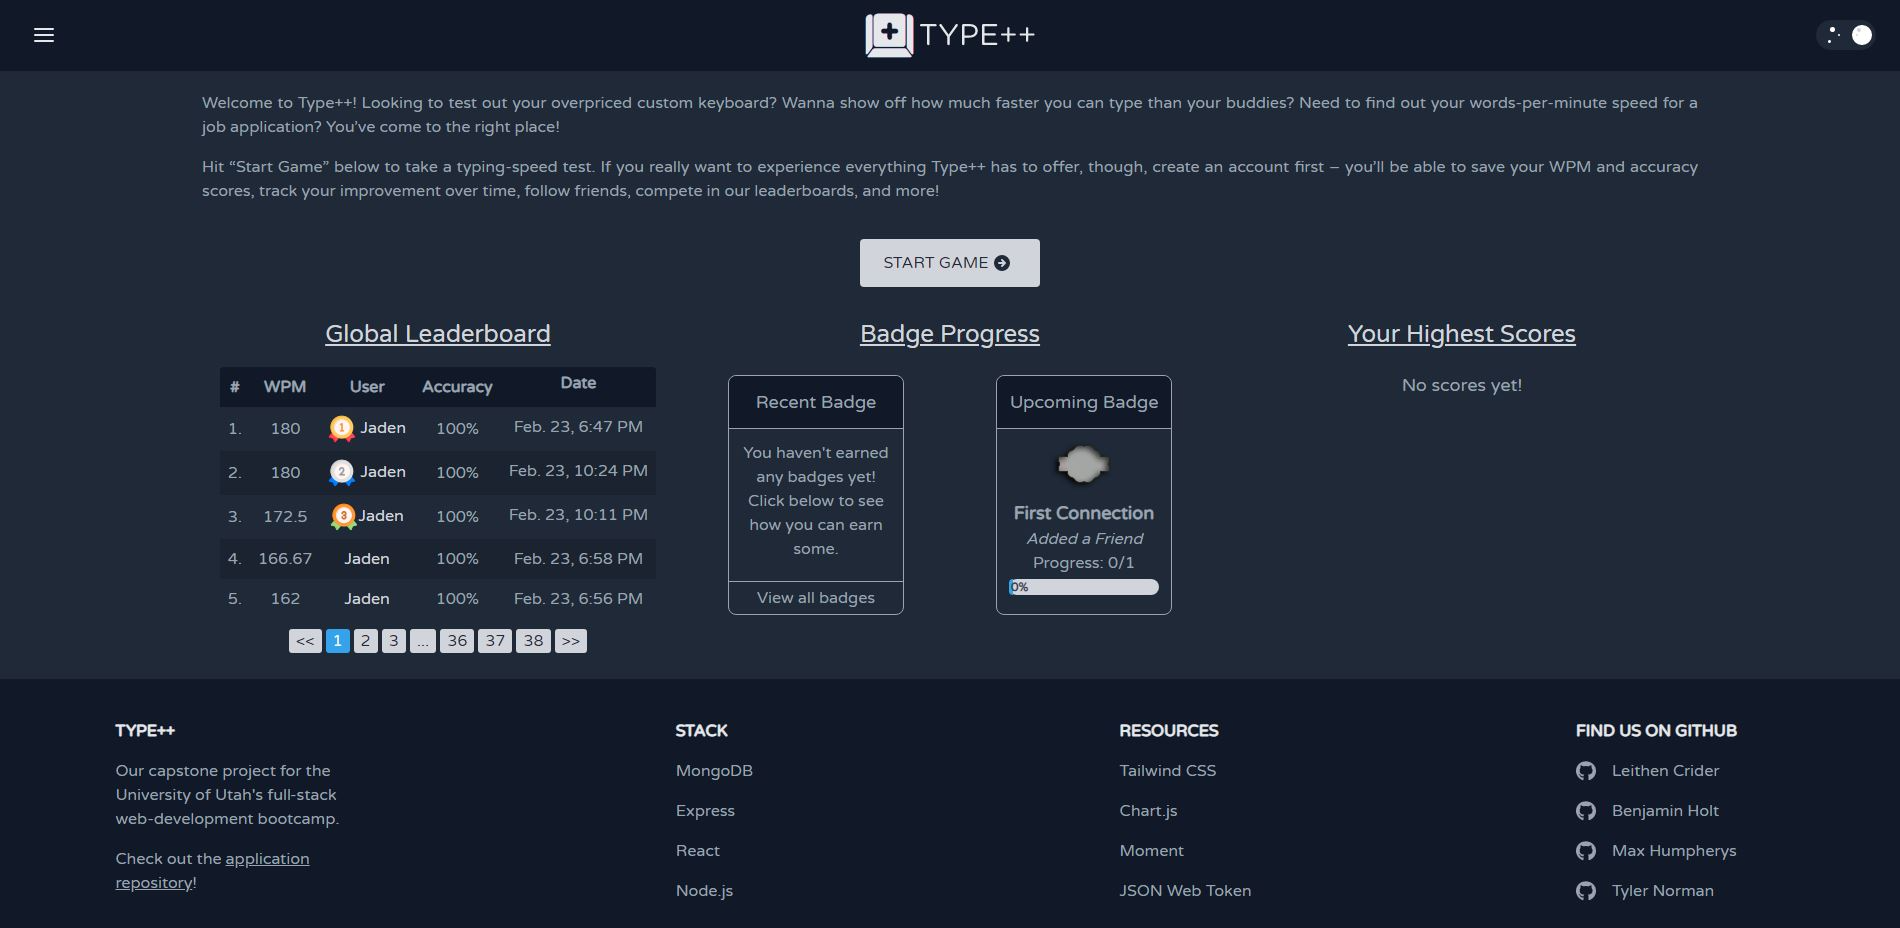 TYPE++
Welcome to Type++! Looking to test out your overpriced custom keyboard? Wanna show off how much faster you can type than your buddies? Need to find out your words-per-minute speed for a
job application? You’ve come to the right place!
Hit “Start Game” below to take a typing-speed test. If you really want to experience everything Type++ has to offer, though, create an account first – you’ll be able to save your WPM and accuracy
scores, track your improvement over time, follow friends, compete in our leaderboards, and more!
START GAME
Global Leaderboard
# WPM User Accuracy Date
1. 180 1 Jaden 100% Feb. 23, 6:47 PM
2. 180 2 Jaden 100% Feb. 23, 10:24 PM
3. 172.5 3 Jaden 100% Feb. 23, 10:11 PM
4. 166.67 Jaden 100% Feb. 23, 6:58 PM
5. 162 Jaden 100% Feb. 23, 6:56 PM
<< 1 2 3 ... 36 37 38 >>
Badge Progress
Recent Badge
You haven't earned
any badges yet!
Click below to see
how you can earn
some.
View all badges
Upcoming Badge
First Connection
Added a Friend
Progress: 0/1
0%
Your Highest Scores
No scores yet!
TYPE++
Our capstone project for the
University of Utah's full-stack
web-development bootcamp.
Check out the application
repository!
STACK
MongoDB
Express
React
Node.js
RESOURCES
Tailwind CSS
Chart.js
Moment
JSON Web Token
FIND US ON GITHUB
Leithen Crider
Benjamin Holt
Max Humpherys
Tyler Norman